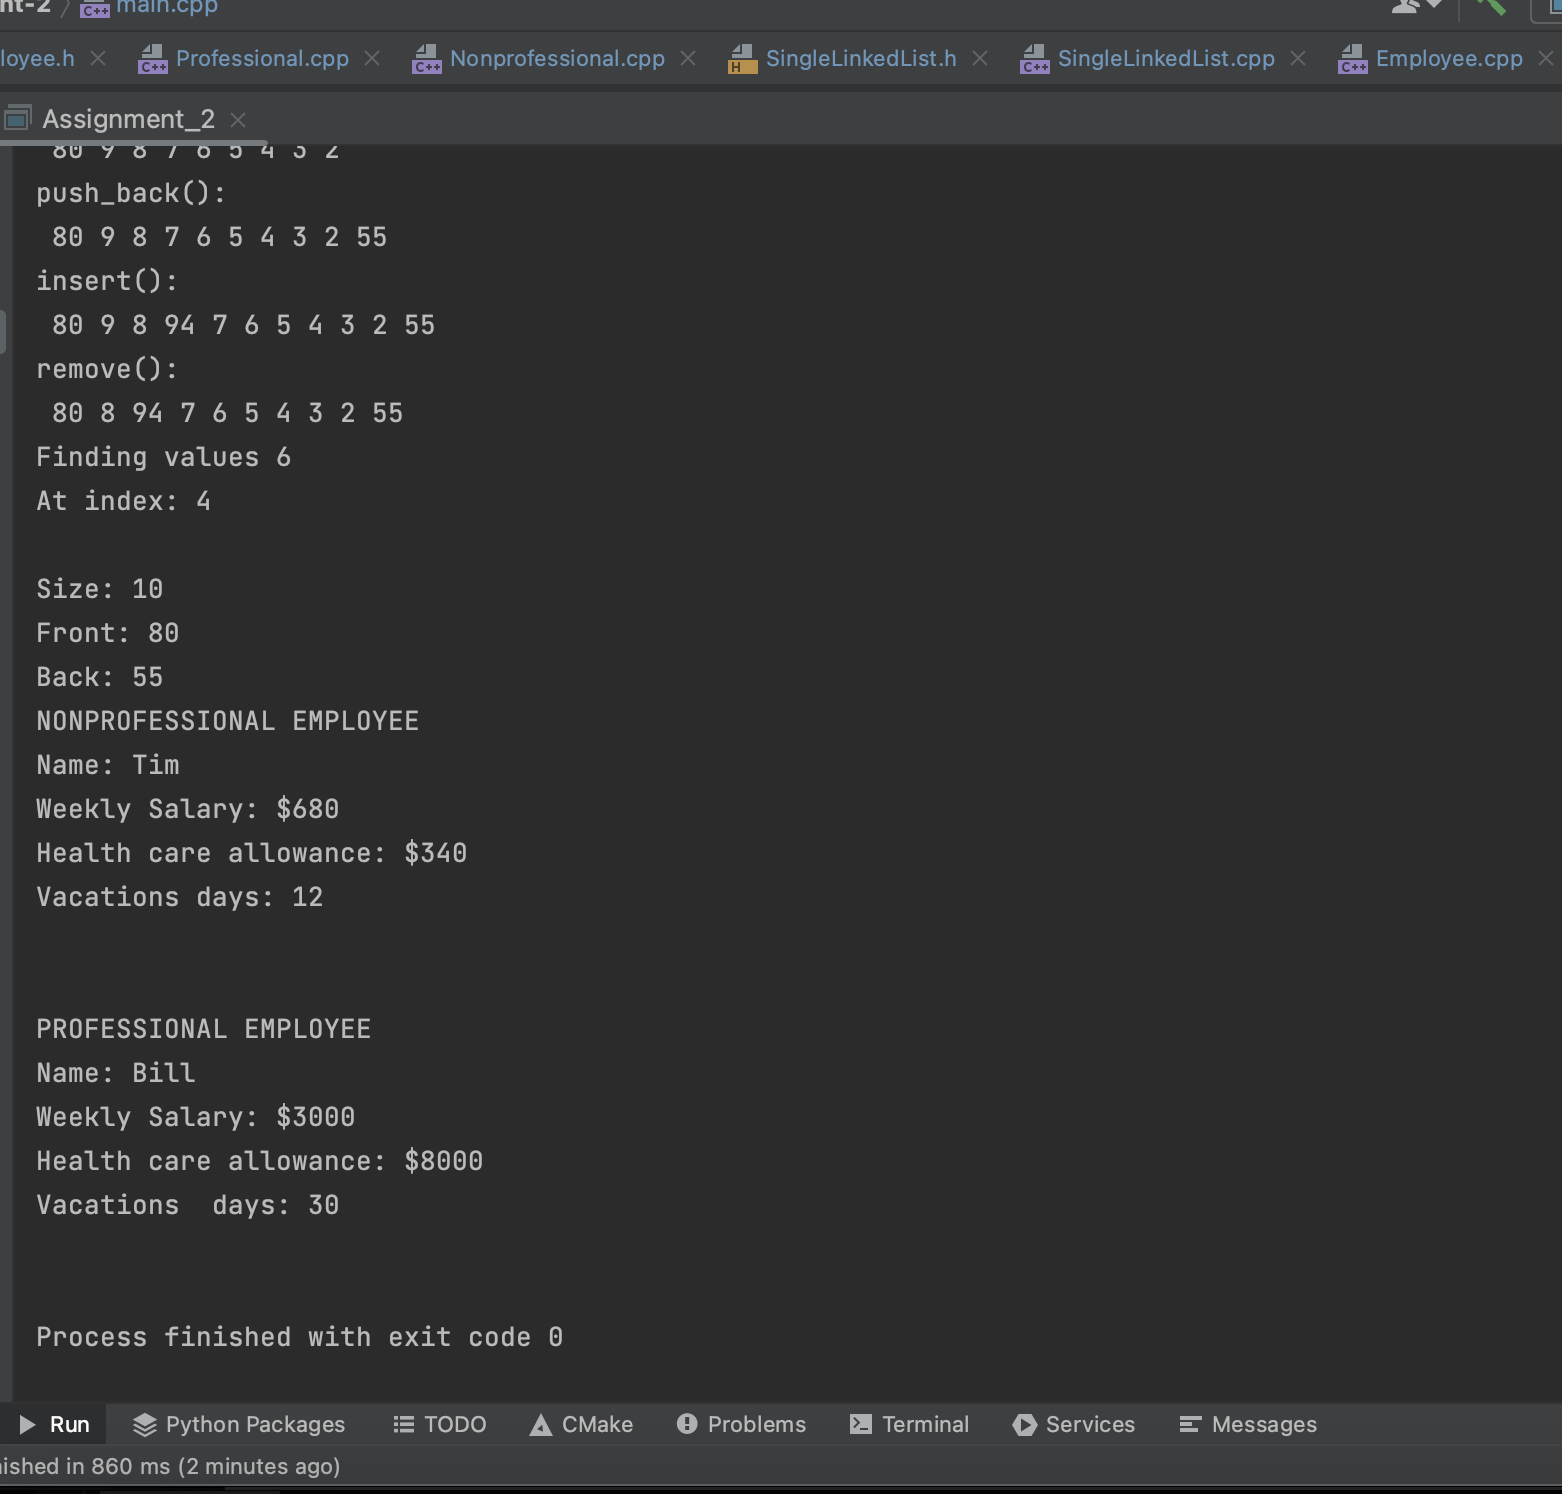 nt-2 main.cpp
loyee.h Professional.cpp Nonprofessional.cpp SingleLinkedList.h SingleLinkedList.cpp Employee.cpp
Assignment_2
80 9 8 7 6 5 4 3 2
push_back():
80 9 8 7 6 5 4 3 2 55
insert():
80 9 8 94 7 6 5 4 3 2 55
remove():
80 8 94 7 6 5 4 3 2 55
Finding values 6
At index: 4
Size: 10
Front: 80
Back: 55
NONPROFESSIONAL EMPLOYEE
Name: Tim
Weekly Salary: $680
Health care allowance: $340
Vacations days: 12
PROFESSIONAL EMPLOYEE
Name: Bill
Weekly Salary: $3000
Health care allowance: $8000
Vacations  days: 30
Process finished with exit code 0
Run Python Packages TODO CMake Problems Terminal Services Messages
ished in 860 ms (2 minutes ago)